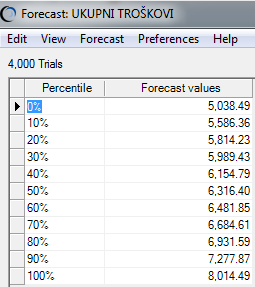 Forecast: UKUPNI TROŠKOVI
Edit View Forecast Preferences Help
4,000 Trials
Percentile Forecast values
0% 5,038.49
10% 5,586.36
20% 5,814.23
30% 5,989.43
40% 6,154.79
50% 6,316.40
60% 6,481.85
70% 6,684.61
80% 6,931.59
90% 7,277.87
100% 8,014.49